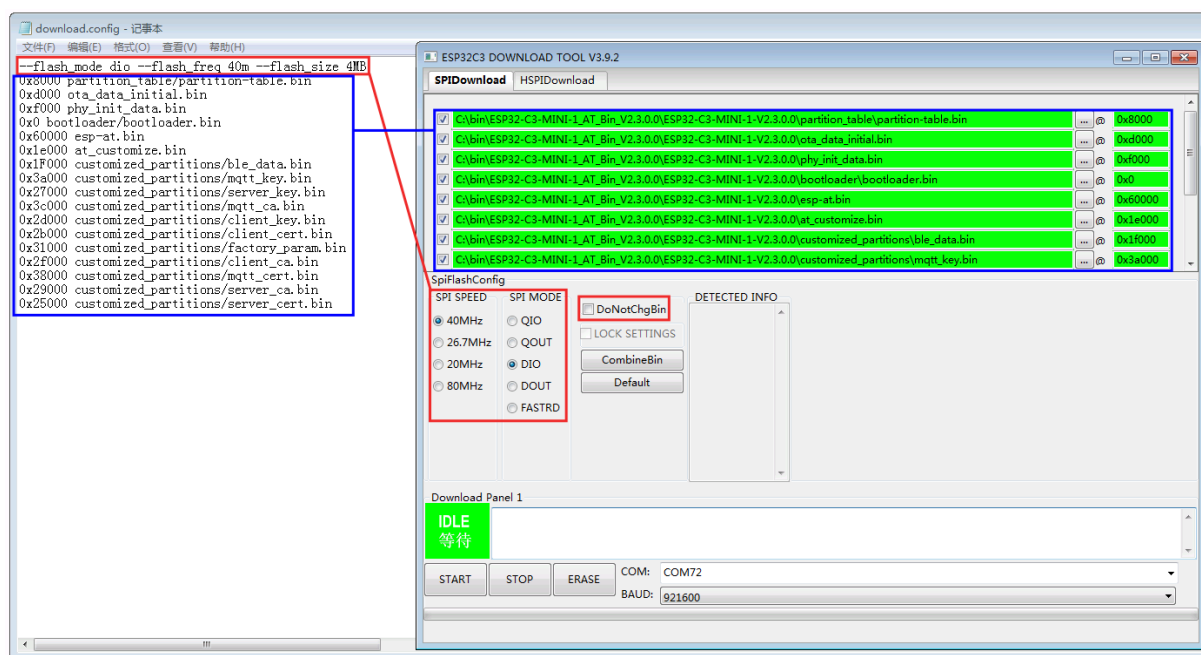 download.config - 记事本
文件(F) 编辑(E) 格式(O) 查看(V) 帮助(H)
--flash_mode dio --flash_freq 40m --flash_size 4MB
0x8000 partition_table/partition-table.bin
0xd000 ota_data_initial.bin
0xf000 phy_init_data.bin
0x0 bootloader/bootloader.bin
0x60000 esp-at.bin
0x1e000 at_customize.bin
0x1F000 customized_partitions/ble_data.bin
0x3a000 customized_partitions/mqtt_key.bin
0x27000 customized_partitions/server_key.bin
0x3c000 customized_partitions/mqtt_ca.bin
0x2d000 customized_partitions/client_key.bin
0x2b000 customized_partitions/client_cert.bin
0x31000 customized_partitions/factory_param.bin
0x2f000 customized_partitions/client_ca.bin
0x38000 customized_partitions/mqtt_cert.bin
0x29000 customized_partitions/server_ca.bin
0x25000 customized_partitions/server_cert.bin
ESP32C3 DOWNLOAD TOOL V3.9.2
SPIDownload HSPIDownload
C:\bin\ESP32-C3-MINI-1_AT_Bin_V2.3.0.0\ESP32-C3-MINI-1-V2.3.0.0\partition_table\partition-table.bin ... @ 0x8000
C:\bin\ESP32-C3-MINI-1_AT_Bin_V2.3.0.0\ESP32-C3-MINI-1-V2.3.0.0\ota_data_initial.bin ... @ 0xd000
C:\bin\ESP32-C3-MINI-1_AT_Bin_V2.3.0.0\ESP32-C3-MINI-1-V2.3.0.0\phy_init_data.bin ... @ 0xf000
C:\bin\ESP32-C3-MINI-1_AT_Bin_V2.3.0.0\ESP32-C3-MINI-1-V2.3.0.0\bootloader\bootloader.bin ... @ 0x0
C:\bin\ESP32-C3-MINI-1_AT_Bin_V2.3.0.0\ESP32-C3-MINI-1-V2.3.0.0\esp-at.bin ... @ 0x60000
C:\bin\ESP32-C3-MINI-1_AT_Bin_V2.3.0.0\ESP32-C3-MINI-1-V2.3.0.0\at_customize.bin ... @ 0x1e000
C:\bin\ESP32-C3-MINI-1_AT_Bin_V2.3.0.0\ESP32-C3-MINI-1-V2.3.0.0\customized_partitions\ble_data.bin ... @ 0x1f000
C:\bin\ESP32-C3-MINI-1_AT_Bin_V2.3.0.0\ESP32-C3-MINI-1-V2.3.0.0\customized_partitions\mqtt_key.bin ... @ 0x3a000
SpiFlashConfig
SPI SPEED
40MHz
26.7MHz
20MHz
80MHz
SPI MODE
QIO
QOUT
DIO
DOUT
FASTRD
DoNotChgBin
LOCK SETTINGS
CombineBin
Default
DETECTED INFO
Download Panel 1
IDLE
等待
START STOP ERASE
COM: COM72
BAUD: 921600